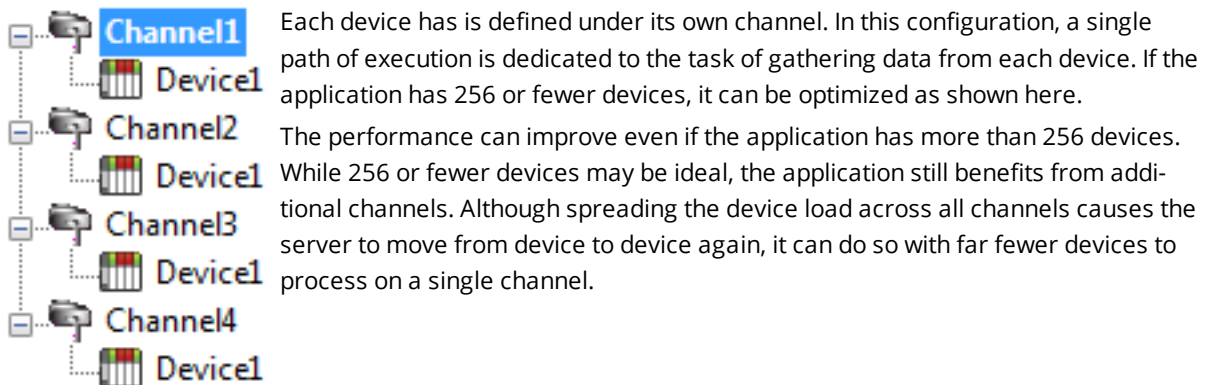 Channel1
Device1
Channel2
Device1
Channel3
Device1
Channel4
Device1
Each device has is defined under its own channel. In this configuration, a single
path of execution is dedicated to the task of gathering data from each device. If the
application has 256 or fewer devices, it can be optimized as shown here.
The performance can improve even if the application has more than 256 devices.
While 256 or fewer devices may be ideal, the application still benefits from addi-
tional channels. Although spreading the device load across all channels causes the
server to move from device to device again, it can do so with far fewer devices to
process on a single channel.